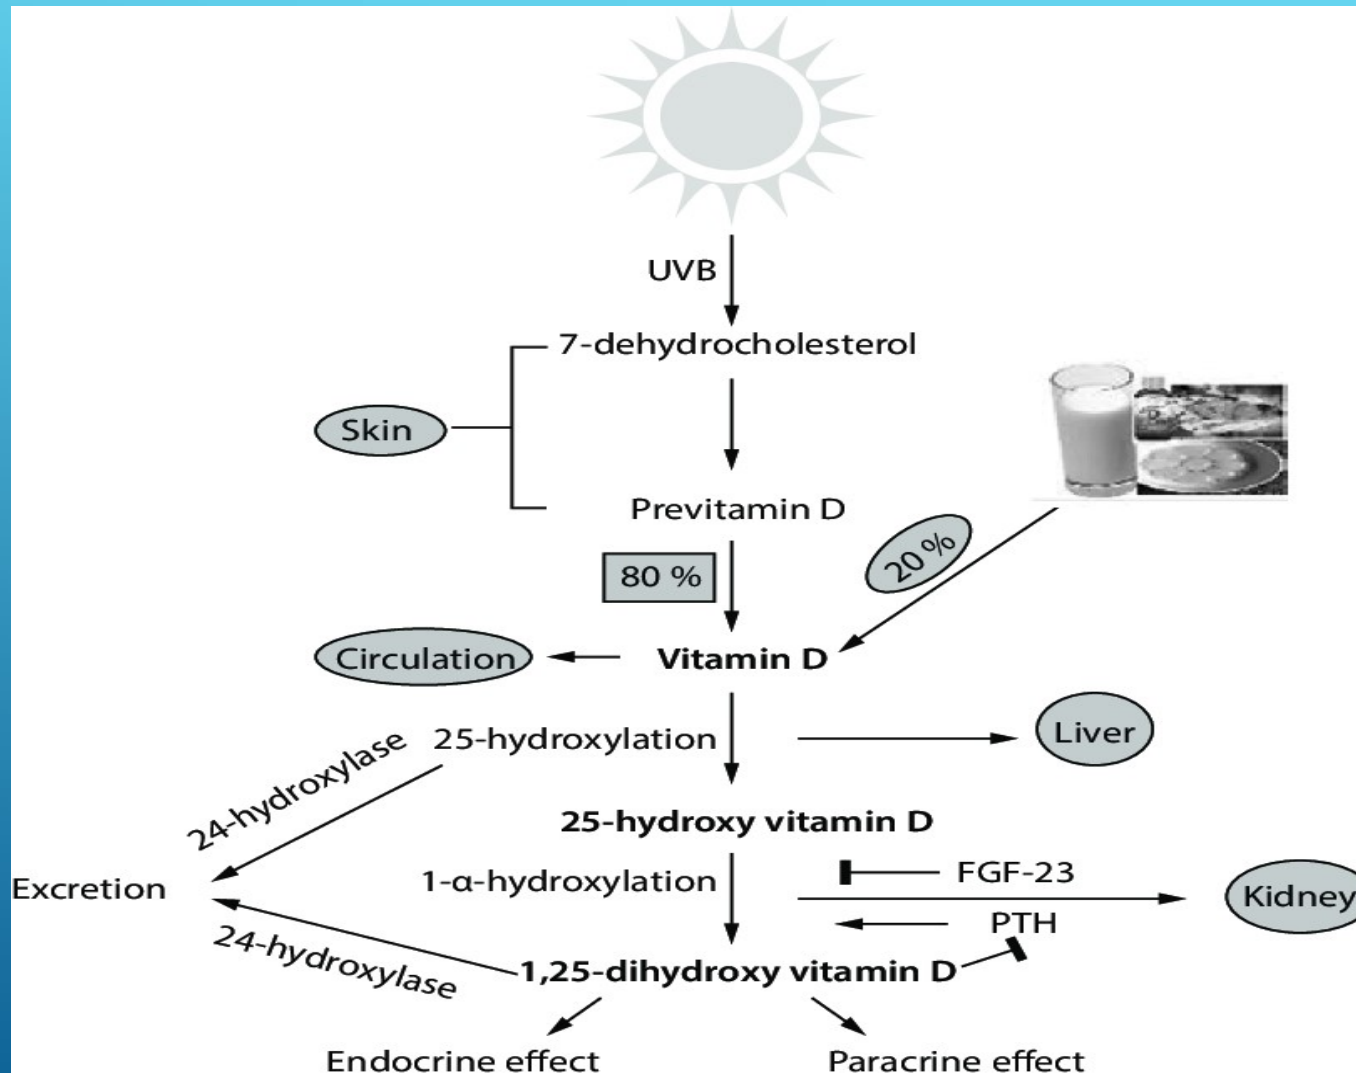 UVB
7-dehydrocholesterol
Skin
Previtamin D
80 %
20 %
Circulation
Vitamin D
24-hydroxylase
25-hydroxylation
Liver
25-hydroxy vitamin D
Excretion
1-α-hydroxylation
FGF-23
Kidney
PTH
24-hydroxylase
1,25-dihydroxy vitamin D
Endocrine effect
Paracrine effect